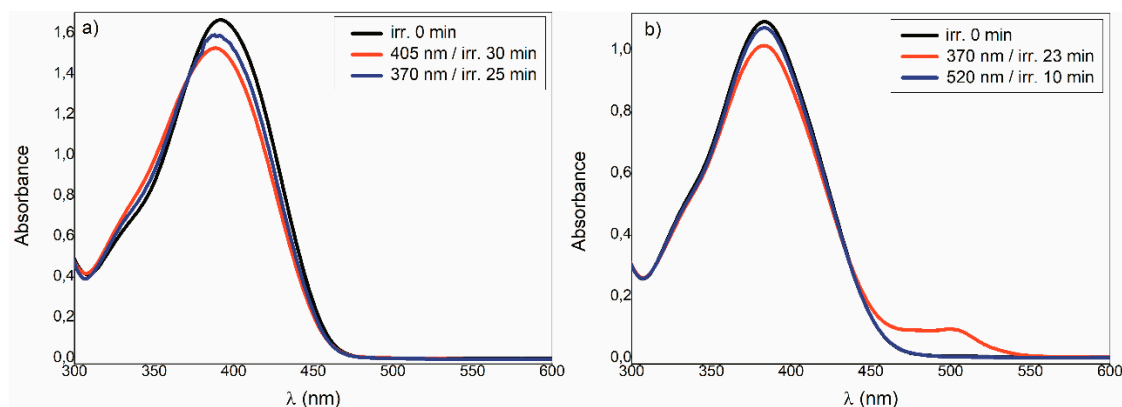 a)
irr. 0 min
405 nm / irr. 30 min
370 nm / irr. 25 min
Absorbance
1,6
1,4
1,2
1,0
0,8
0,6
0,4
0,2
0,0
300
350
400
450
500
550
600
λ (nm)
b)
irr. 0 min
370 nm / irr. 23 min
520 nm / irr. 10 min
Absorbance
1,0
0,8
0,6
0,4
0,2
0,0
300
350
400
450
500
550
600
λ (nm)